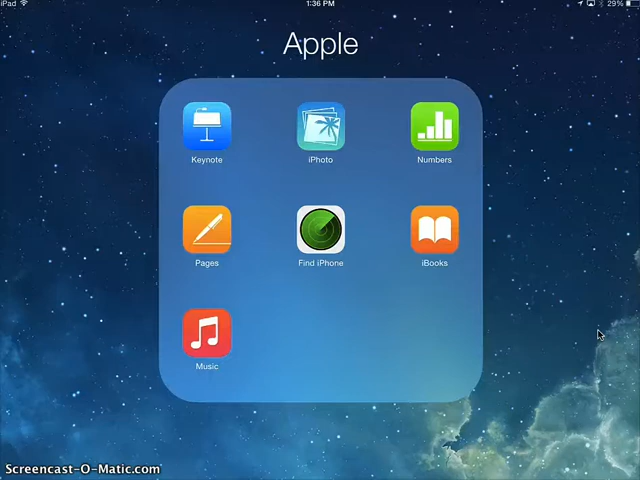 iPad 1:36 PM 29%
Apple
Keynote iPhoto Numbers
Pages Find iPhone iBooks
Music
Screencast-O-Matic.com